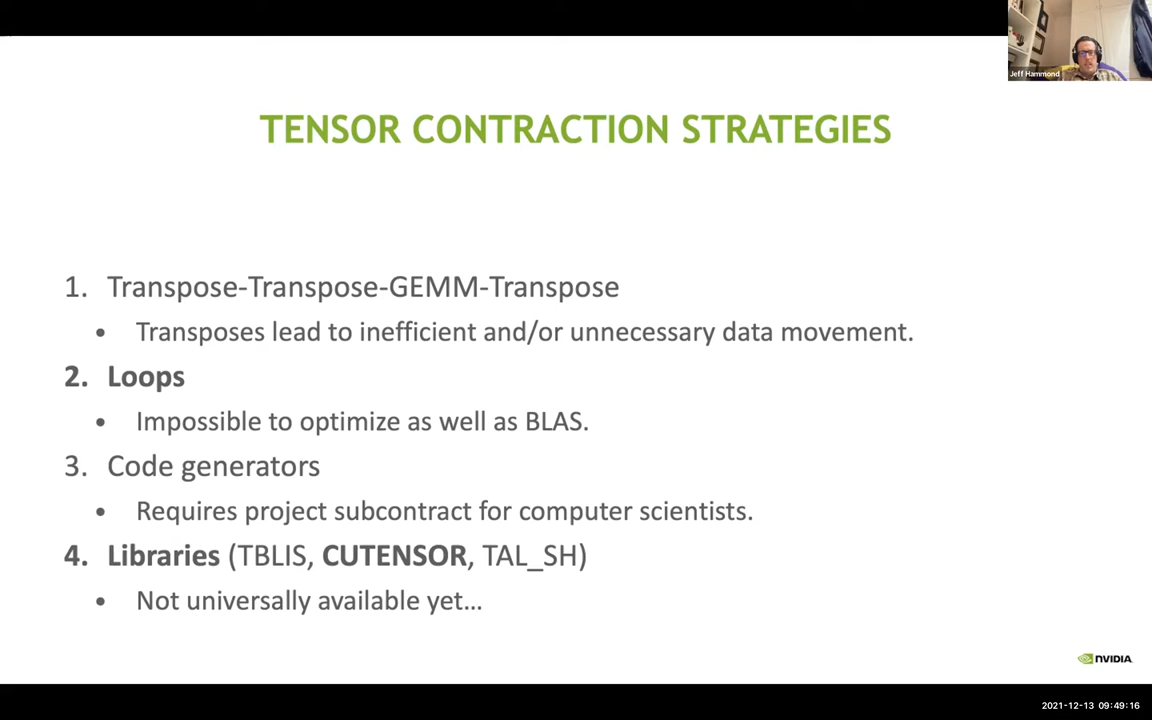 Jeff Hammond
TENSOR CONTRACTION STRATEGIES
1. Transpose-Transpose-GEMM-Transpose
• Transposes lead to inefficient and/or unnecessary data movement.
2. Loops
• Impossible to optimize as well as BLAS.
3. Code generators
• Requires project subcontract for computer scientists.
4. Libraries (TBLIS, CUTENSOR, TAL_SH)
• Not universally available yet…
NVIDIA.
2021-12-13 09:49:16